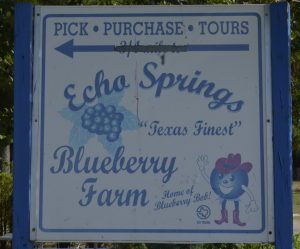 PICK • PURCHASE • TOURS
Echo Springs
"Texas Finest"
Blueberry
Farm
Home of
Blueberry Bob!